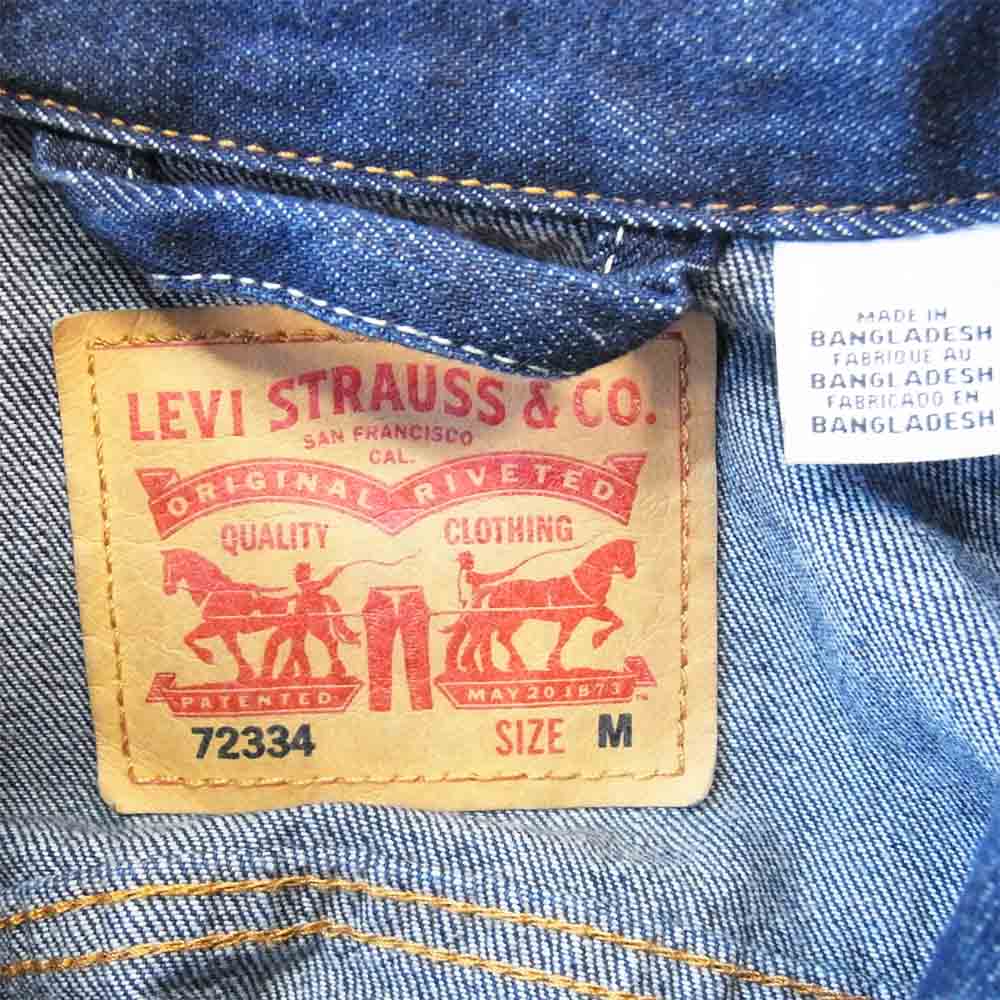 LEVI STRAUSS & CO.
SAN FRANCISCO
CAL.
ORIGINAL RIVETED
QUALITY CLOTHING
PATENTED MAY 20 1873 ™
72334 SIZE M
MADE IN
BANGLADESH
FABRIQUE AU
BANGLADESH
FABRICADO EN
BANGLADESH